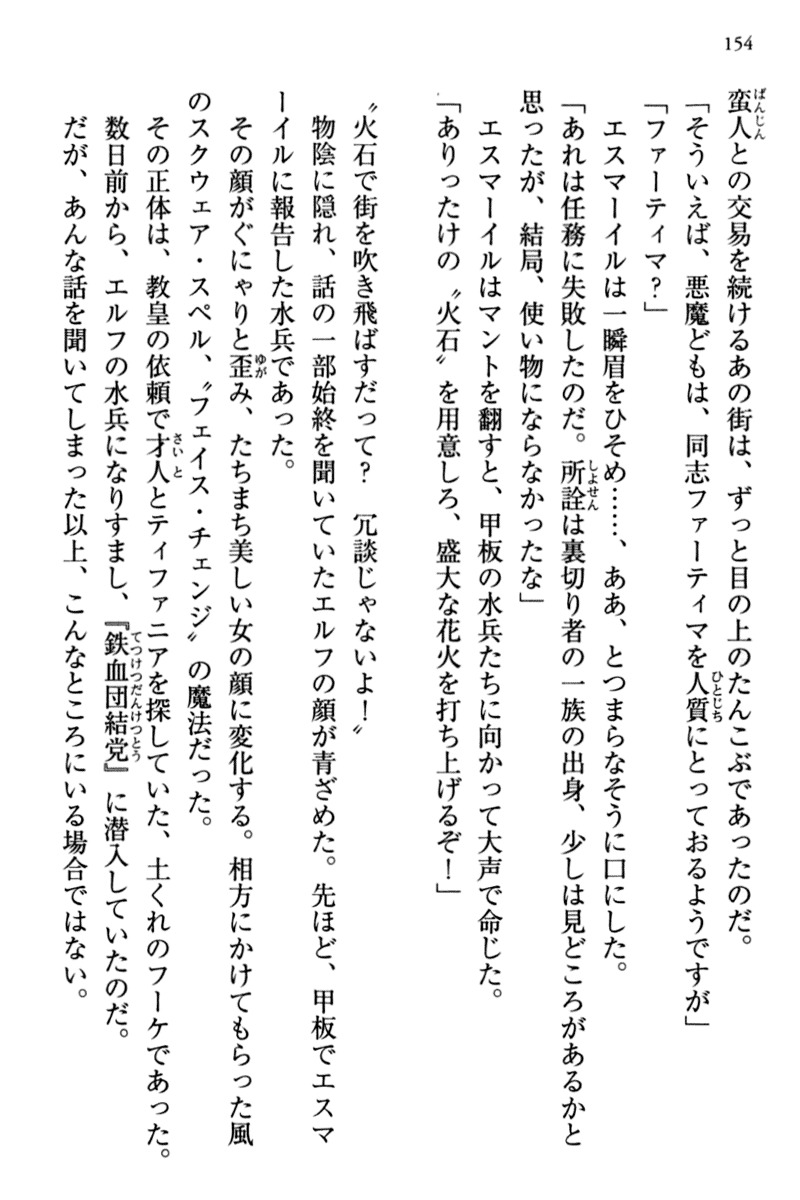 154
蛮人との交易を続けるあの街は、ずっと目の上のたんこぶであったのだ。
「そういえば、悪魔どもは、同志ファーティマを人質にとっておるようですが」
「ファーティマ?」
エスマーイルは一瞬眉をひそめ……、ああ、とつまらなそうに口にした。
「あれは任務に失敗したのだ。所詮は裏切り者の一族の出身、少しは見どころがあるかと
思ったが、結局、使い物にならなかったな」
エスマーイルはマントを翻すと、甲板の水兵たちに向かって大声で命じた。
「ありったけの〝火石〟を用意しろ、盛大な花火を打ち上げるぞ!」
〝火石で街を吹き飛ばすだって? 冗談じゃないよ!〟
物陰に隠れ、話の一部始終を聞いていたエルフの顔が青ざめた。先ほど、甲板でエスマ
ーイルに報告した水兵であった。
その顔がぐにゃりと歪み、たちまち美しい女の顔に変化する。相方にかけてもらった風
のスクウェア・スペル、〝フェイス・チェンジ〟の魔法だった。
その正体は、教皇の依頼で才人とティファニアを探していた、土くれのフーケであった。
数日前から、エルフの水兵になりすまし、『鉄血団結党』に潜入していたのだ。
だが、あんな話を聞いてしまった以上、こんなところにいる場合ではない。